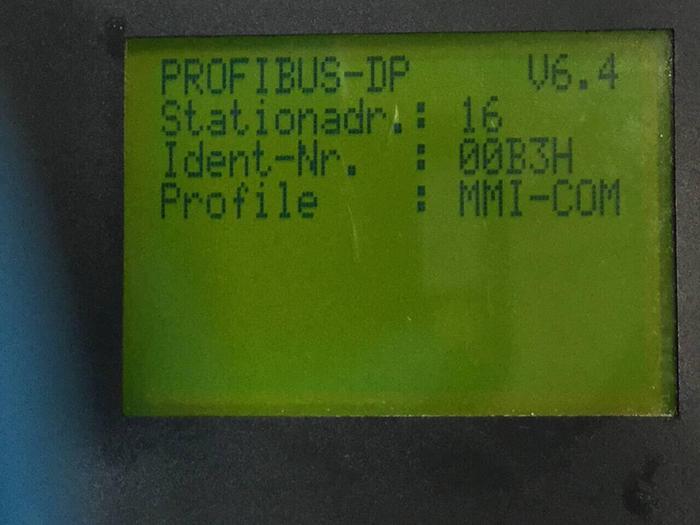 PROFIBUS-DP V6.4
Stationadr.: 16
Ident-Nr. : 00B3H
Profile : MMI-COM